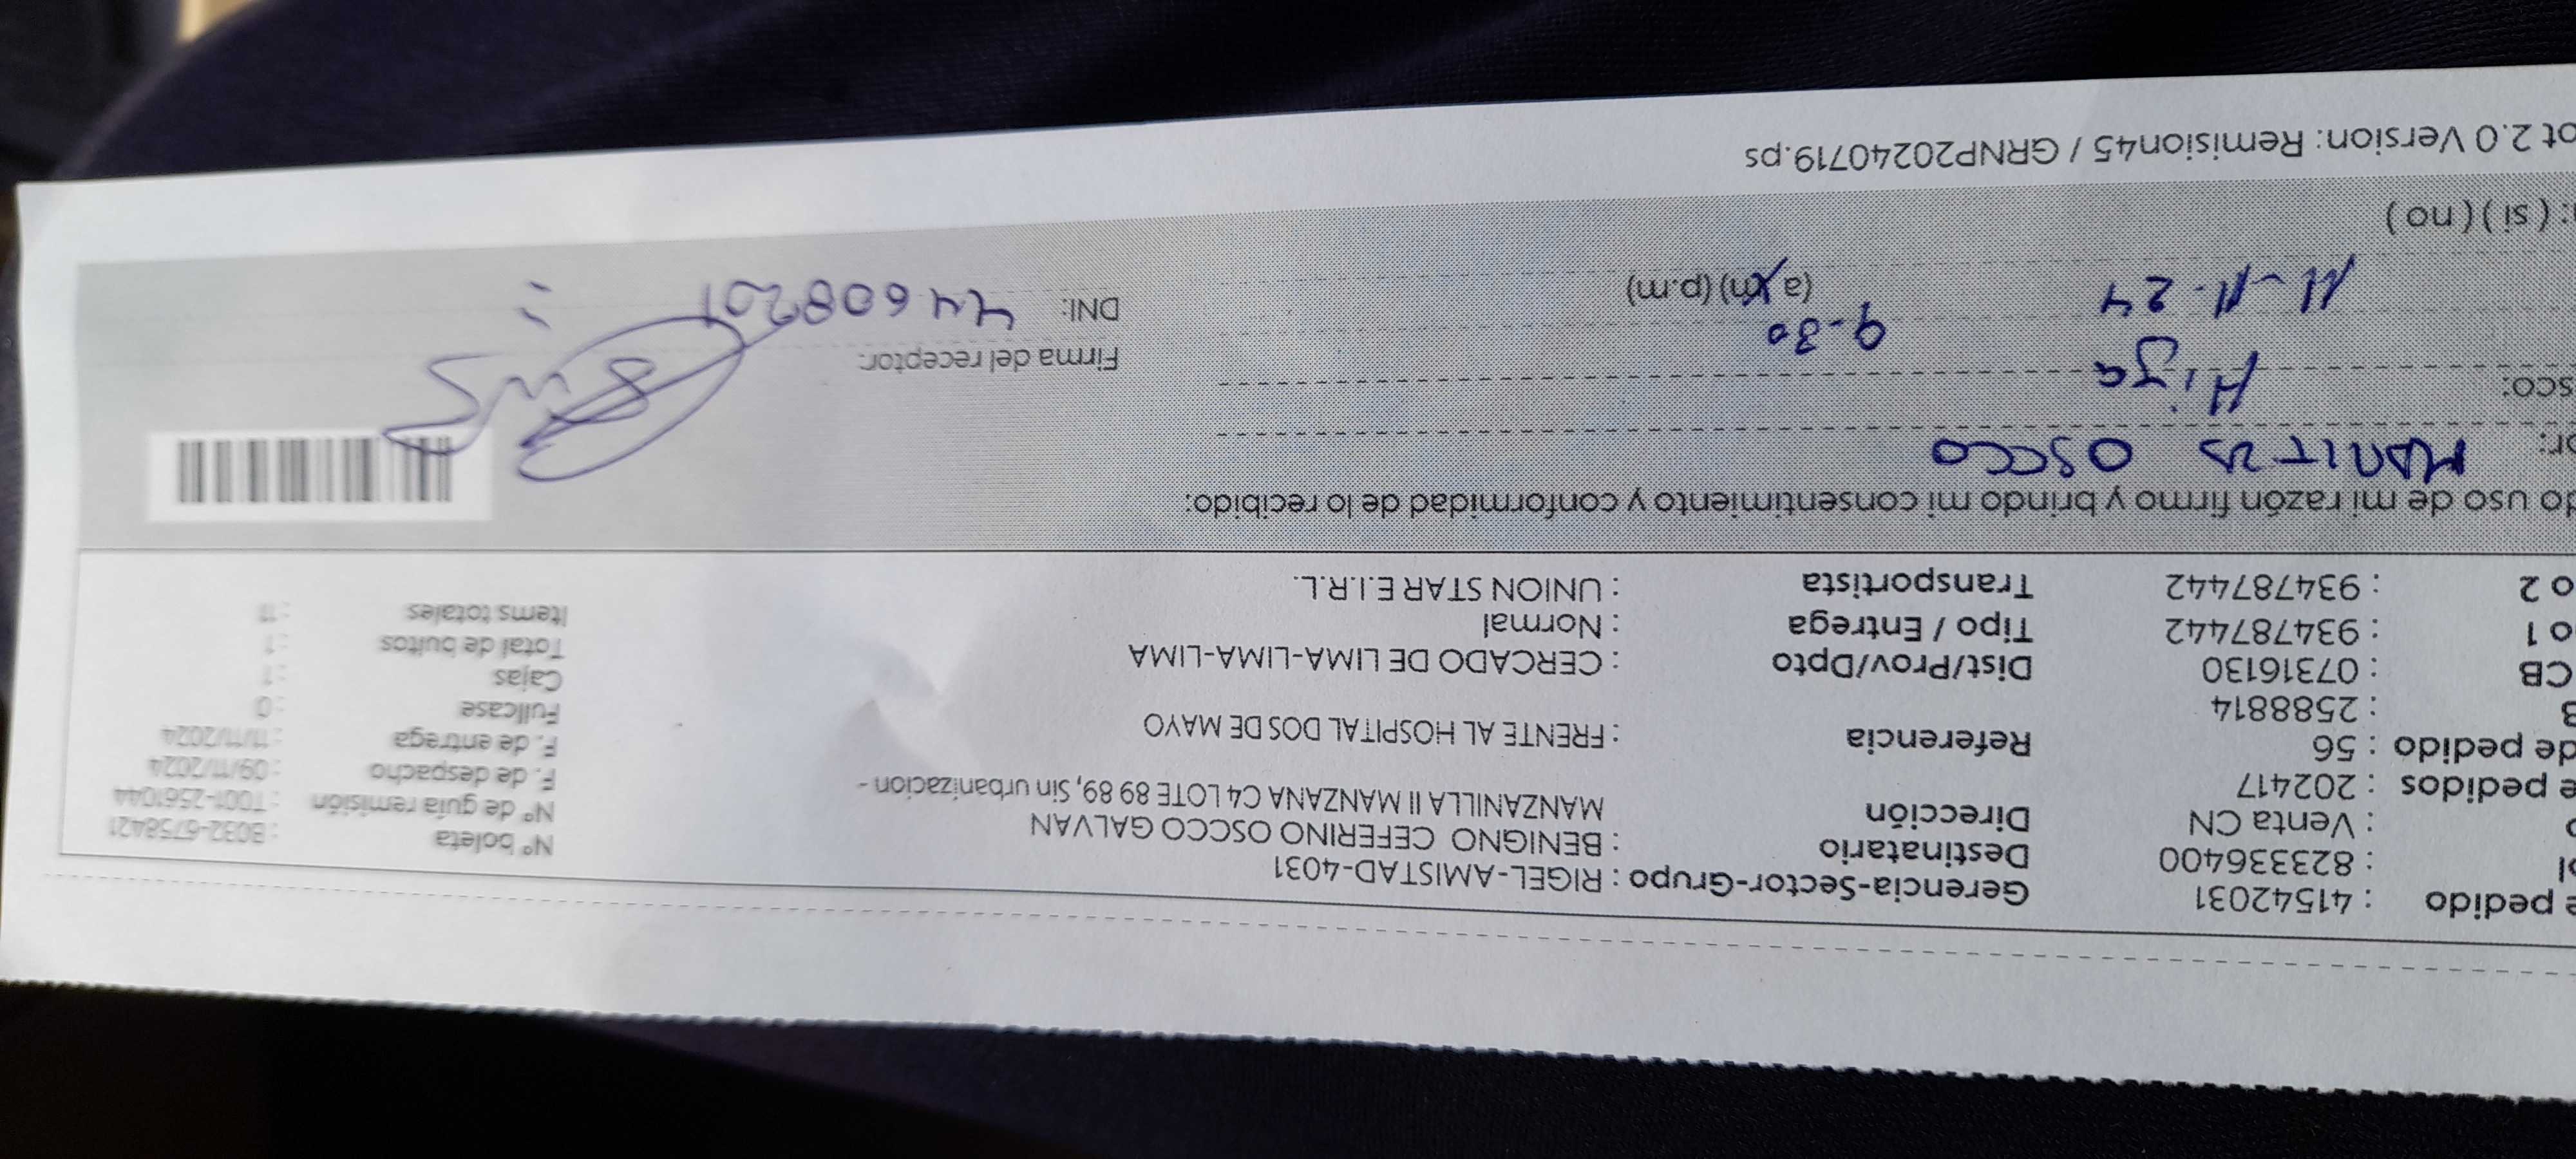 e pedido : 41542031 Gerencia-Sector-Grupo : RIGEL-AMISTAD-4031
ol : 823336400 Destinatario : BENIGNO CEFERINO OSCCO GALVAN Nº boleta : B032-6758421
: Venta CN Dirección MANZANILLA II MANZANA C4 LOTE 89 89, Sin urbanizacion - Nº de guía remisión : T001-2561044
e pedidos : 202417 F. de despacho : 09/11/2024
de pedido : 56 Referencia : FRENTE AL HOSPITAL DOS DE MAYO F. de entrega : 11/11/2024
: 2588814 Fullcase : 0
CB : 07316130 Dist/Prov/Dpto : CERCADO DE LIMA-LIMA-LIMA Cajas : 1
o 1 : 934787442 Tipo / Entrega : Normal Total de bultos : 1
o 2 : 934787442 Transportista : UNION STAR E.I.R.L. Items totales : 11
do uso de mi razón firmo y brindo mi consentimiento y conformidad de lo recibido:
or: OSCCO
sco: Hija Firma del receptor:
11-11-24 9-30 (a.m) (p.m) DNI: 44608201
: ( si ) ( no )
ot 2.0 Version: Remision45 / GRNP20240719.ps